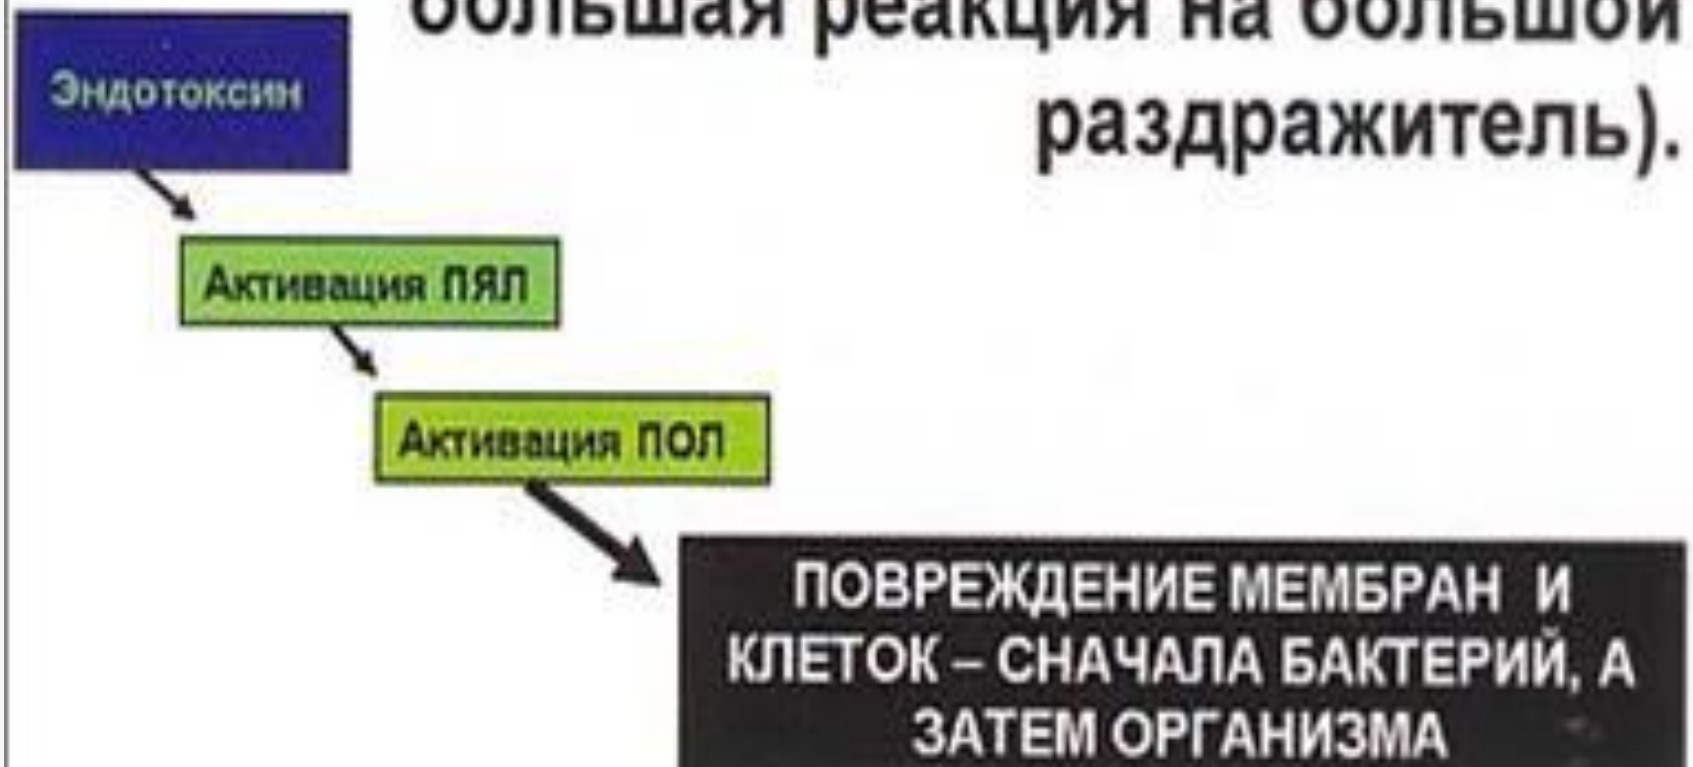 большая реакция на большой
раздражитель).
Эндотоксин
Активация ПЯЛ
Активация ПОЛ
ПОВРЕЖДЕНИЕ МЕМБРАН И
КЛЕТОК – СНАЧАЛА БАКТЕРИЙ, А
ЗАТЕМ ОРГАНИЗМА